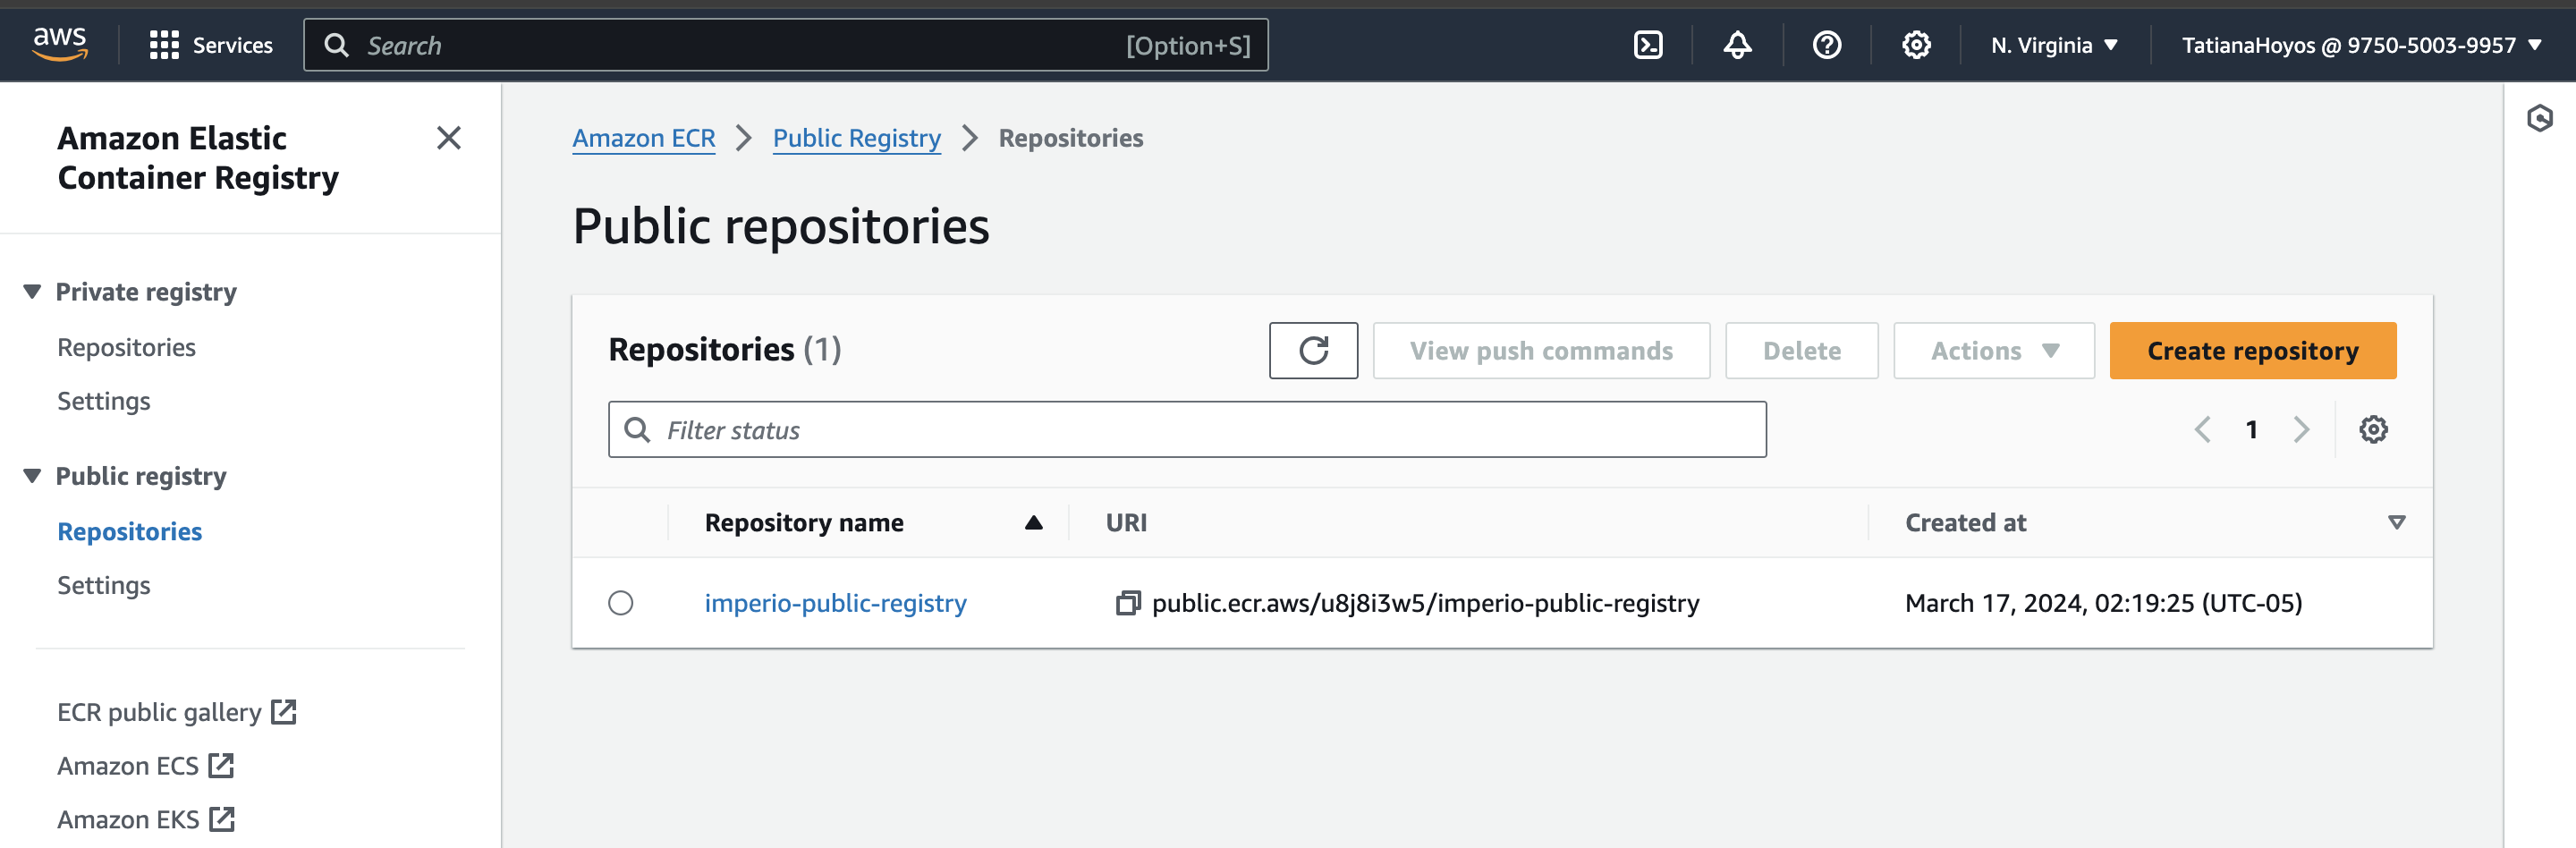 aws
Services
Search [Option+S]
N. Virginia
TatianaHoyos @ 9750-5003-9957
Amazon Elastic
Container Registry
Private registry
Repositories
Settings
Public registry
Repositories
Settings
ECR public gallery
Amazon ECS
Amazon EKS
Amazon ECR Public Registry Repositories
Public repositories
Repositories (1)
View push commands
Delete
Actions
Create repository
Filter status
1
Repository name URI Created at
imperio-public-registry public.ecr.aws/u8j8i3w5/imperio-public-registry March 17, 2024, 02:19:25 (UTC-05)